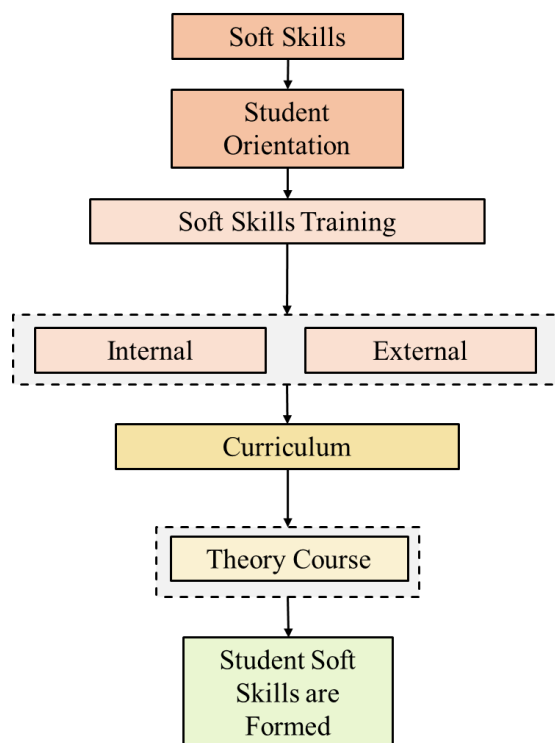 Soft Skills
Student
Orientation
Soft Skills Training
Internal
External
Curriculum
Theory Course
Student Soft
Skills are
Formed